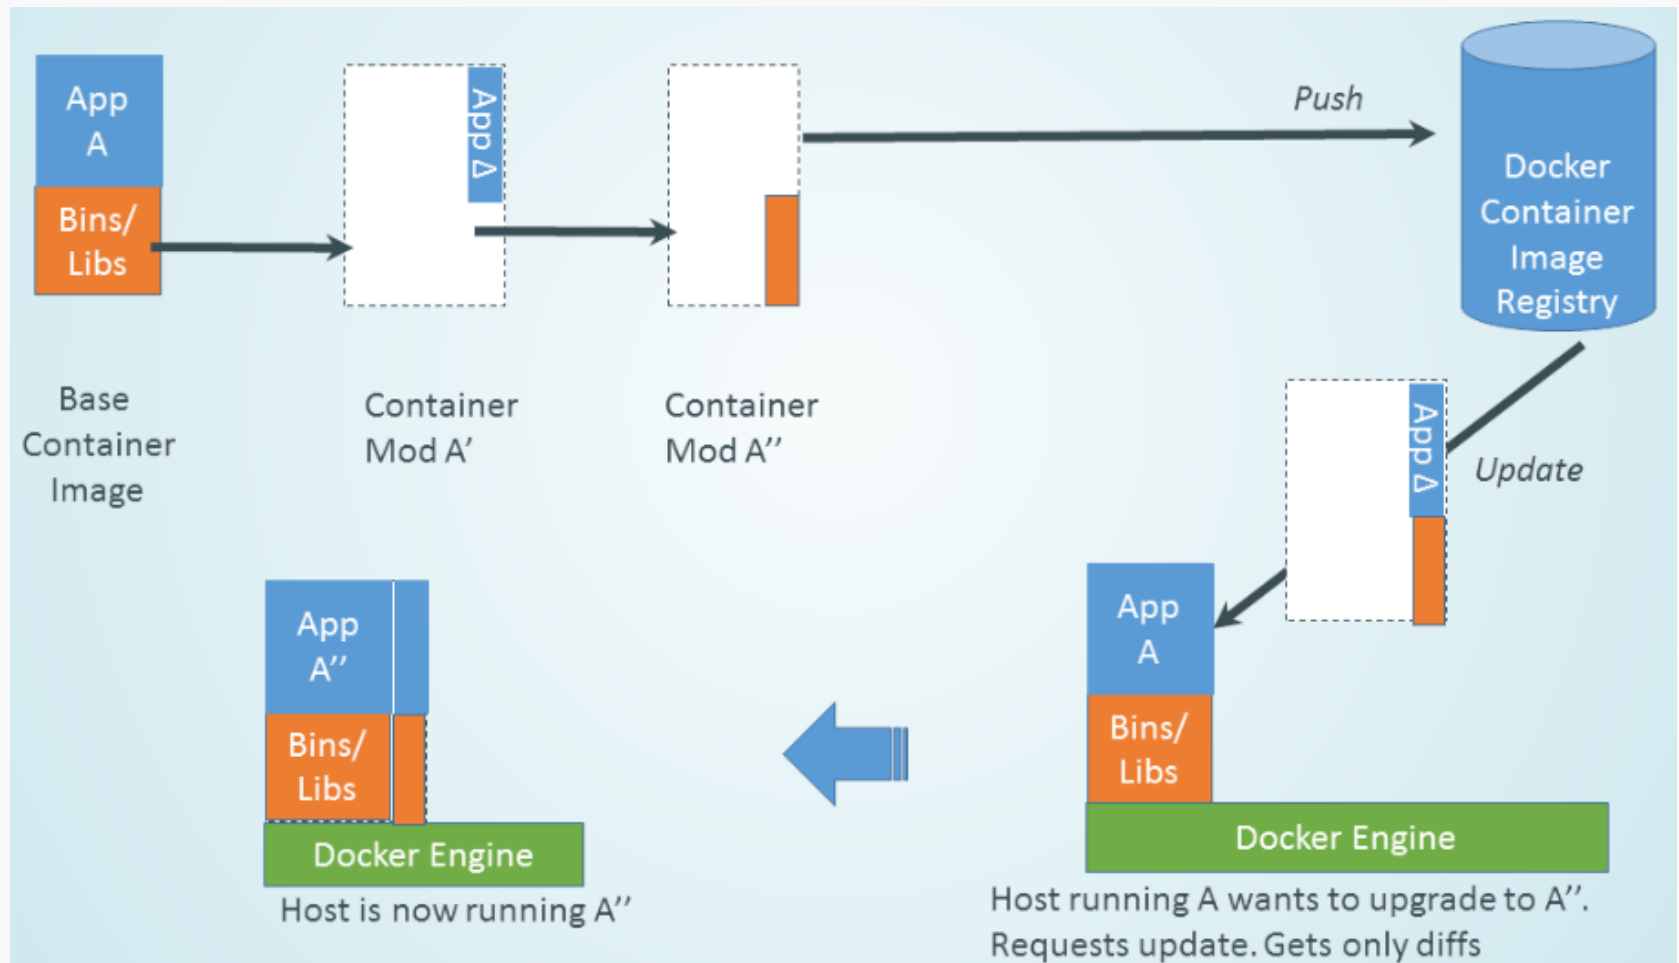 App
A
Bins/
Libs
App Δ
Push
Docker
Container
Image
Registry
Base
Container
Image
Container
Mod A'
Container
Mod A''
App Δ
Update
App
A
Bins/
Libs
Docker Engine
Host running A wants to upgrade to A''.
Requests update. Gets only diffs
App
A''
Bins/
Libs
Docker Engine
Host is now running A''